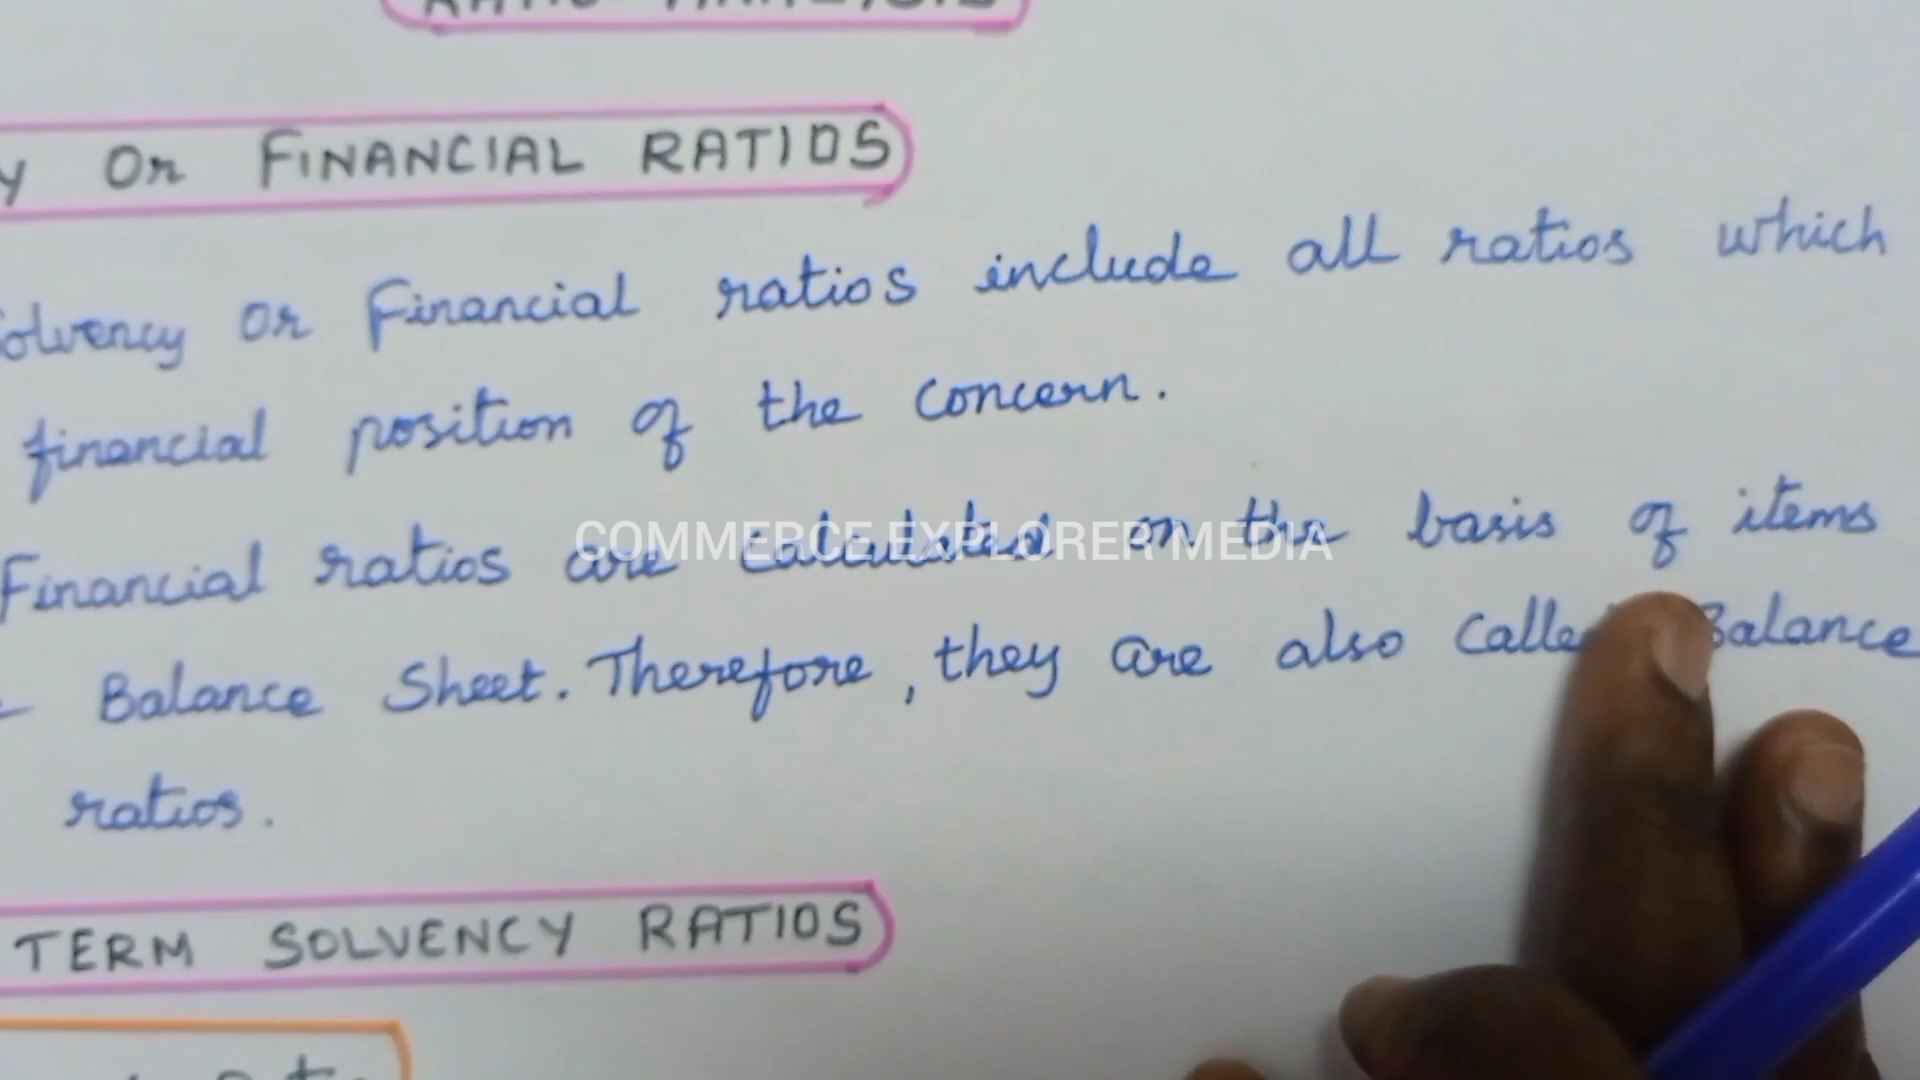 RATIO ANALYSIS
Y Or FINANCIAL RATIOS
Solvency or Financial ratios include all ratios which
financial position of the concern.
Financial ratios are calculated on the basis of items
Balance Sheet. Therefore, they are also called Balance
ratios.
TERM SOLVENCY RATIOS
COMMERCE EXPLORER MEDIA